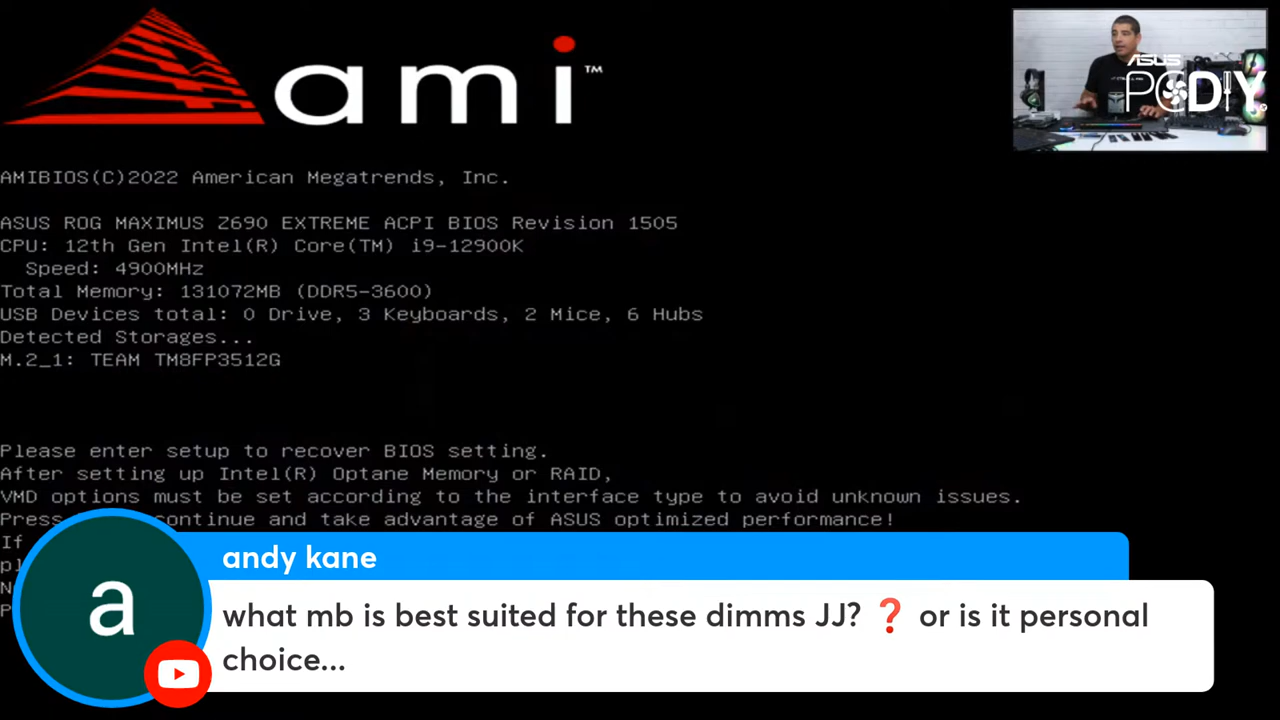 ami™
ASUS
PCDIY.
AMIBIOS(C)2022 American Megatrends, Inc.
ASUS ROG MAXIMUS Z690 EXTREME ACPI BIOS Revision 1505
CPU: 12th Gen Intel(R) Core(TM) i9-12900K
Speed: 4900MHz
Total Memory: 131072MB (DDR5-3600)
USB Devices total: 0 Drive, 3 Keyboards, 2 Mice, 6 Hubs
Detected Storages...
M.2_1: TEAM TM8FP3512G
Please enter setup to recover BIOS setting.
After setting up Intel(R) Optane Memory or RAID,
VMD options must be set according to the interface type to avoid unknown issues.
Press continue and take advantage of ASUS optimized performance!
If
a
andy kane
what mb is best suited for these dimms JJ? ❓ or is it personal
choice...